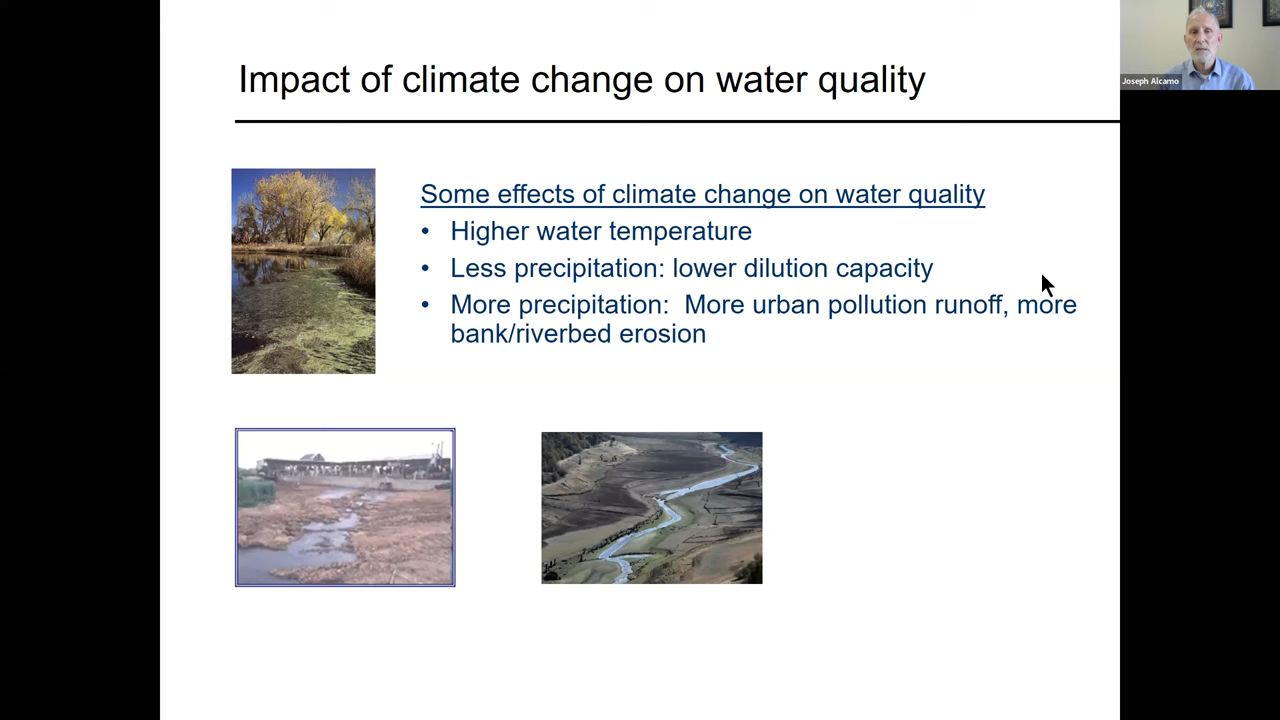 Impact of climate change on water quality
Joseph Alcamo
Some effects of climate change on water quality
• Higher water temperature
• Less precipitation: lower dilution capacity
• More precipitation:  More urban pollution runoff, more
bank/riverbed erosion